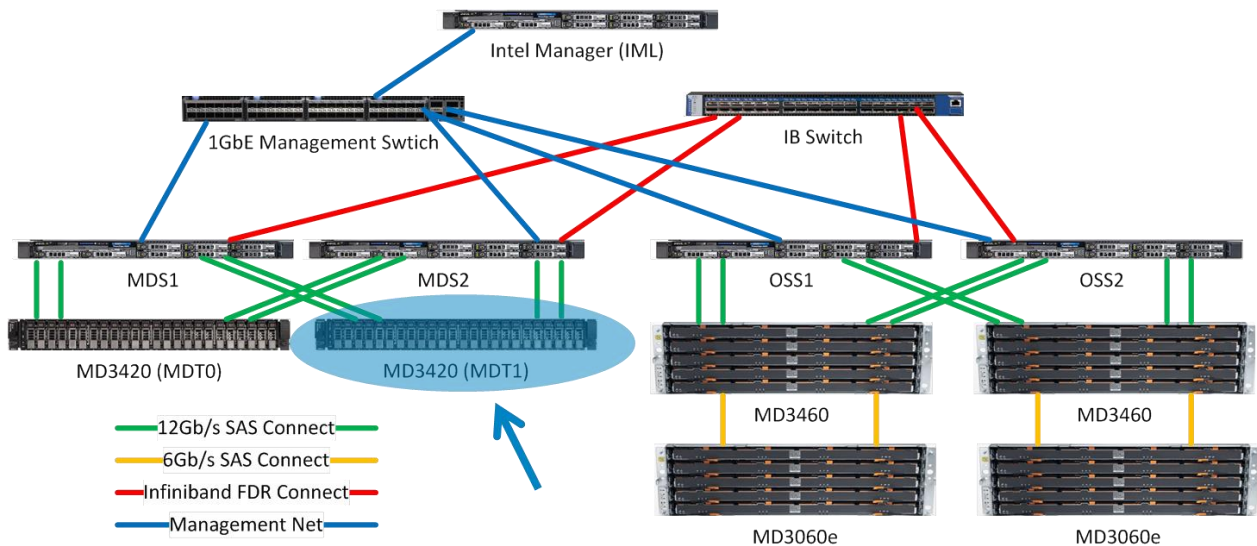 Intel Manager (IML)
1GbE Management Swtich
IB Switch
MDS1
MDS2
OSS1
OSS2
MD3420 (MDT0)
MD3420 (MDT1)
MD3460
MD3460
12Gb/s SAS Connect
6Gb/s SAS Connect
Infiniband FDR Connect
Management Net
MD3060e
MD3060e